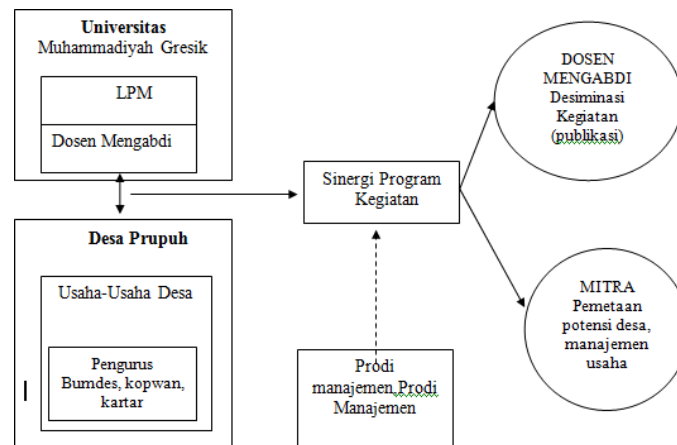 Universitas
Muhammadiyah Gresik
LPM
Dosen Mengabdi
Desa Prupuh
Usaha-Usaha Desa
Pengurus
Bumdes, kopwan,
kartar
Sinergi Program
Kegiatan
Prodi
manajemen,Prodi
Manajemen
DOSEN
MENGABDI
Desiminasi
Kegiatan
(publikasi)
MITRA
Pemetaan
potensi desa,
manajemen
usaha